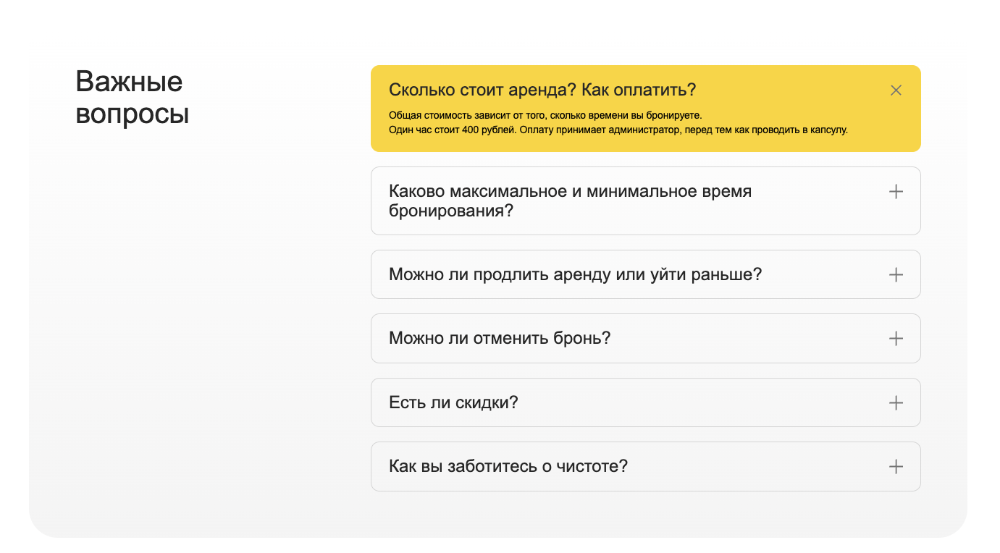 Важные
вопросы
Сколько стоит аренда? Как оплатить?
Общая стоимость зависит от того, сколько времени вы бронируете.
Один час стоит 400 рублей. Оплату принимает администратор, перед тем как проводить в капсулу.
Каково максимальное и минимальное время
бронирования?
Можно ли продлить аренду или уйти раньше?
Можно ли отменить бронь?
Есть ли скидки?
Как вы заботитесь о чистоте?